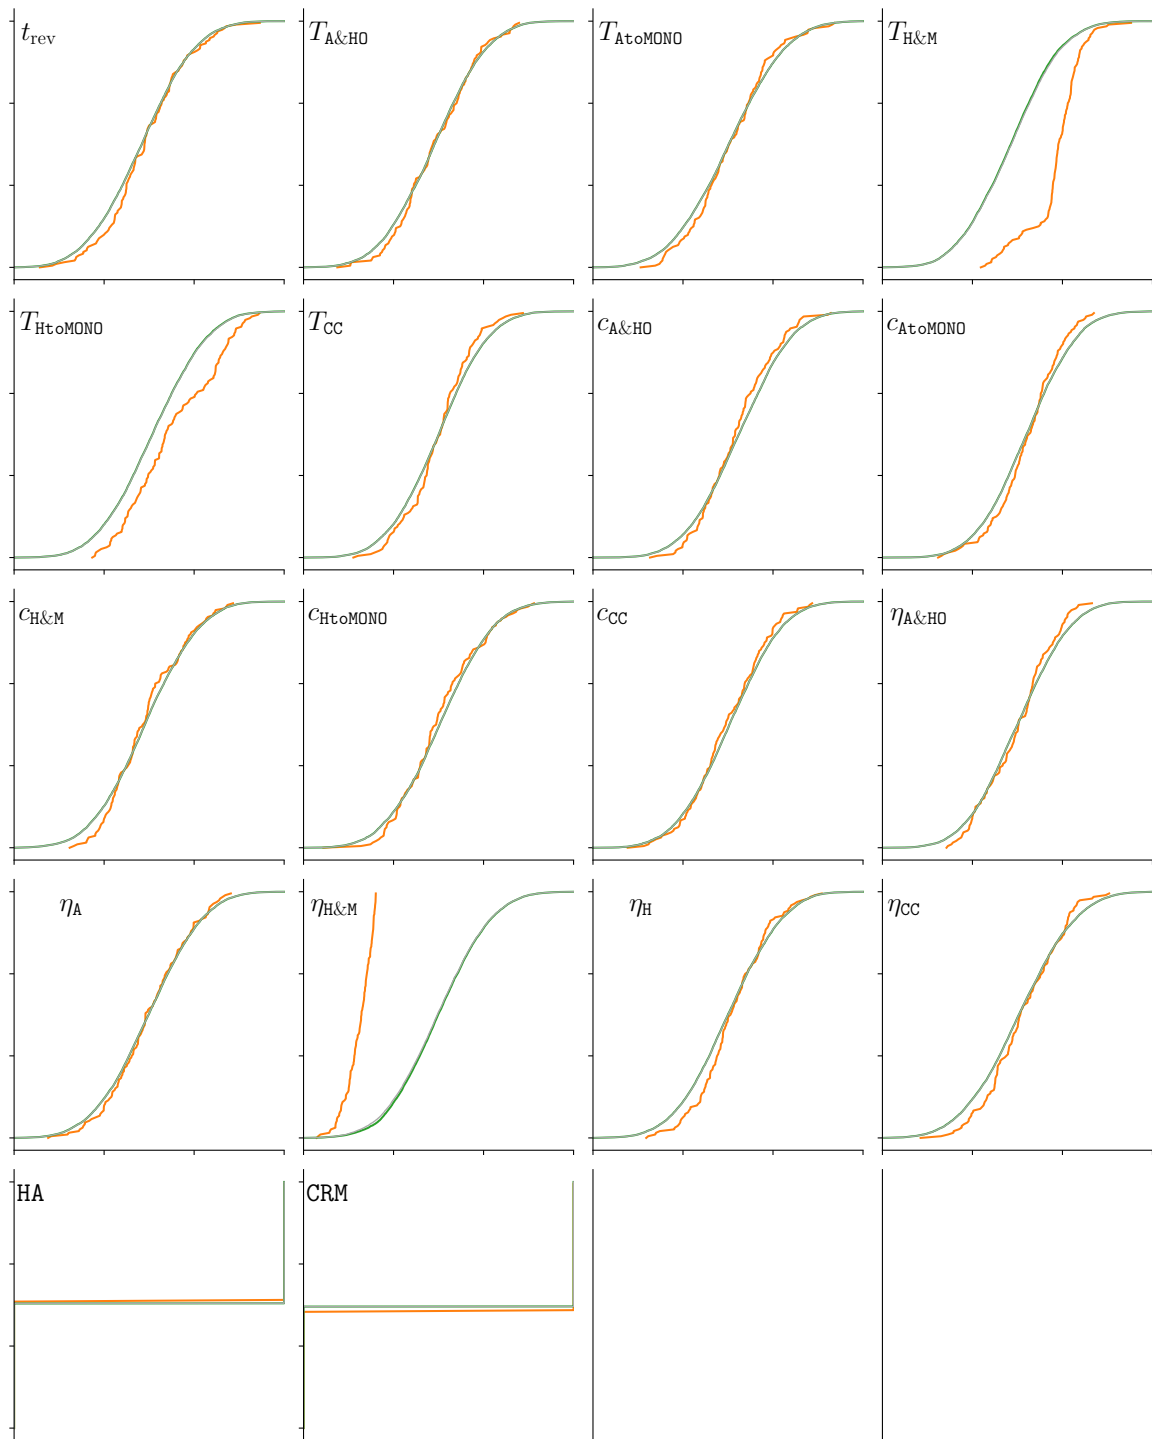 t_rev
T_A&HO
T_AtoMONO
T_H&M
T_HtoMONO
T_CC
c_A&HO
c_AtoMONO
c_H&M
c_HtoMONO
c_CC
η_A&HO
η_A
η_H&M
η_H
η_CC
HA
CRM